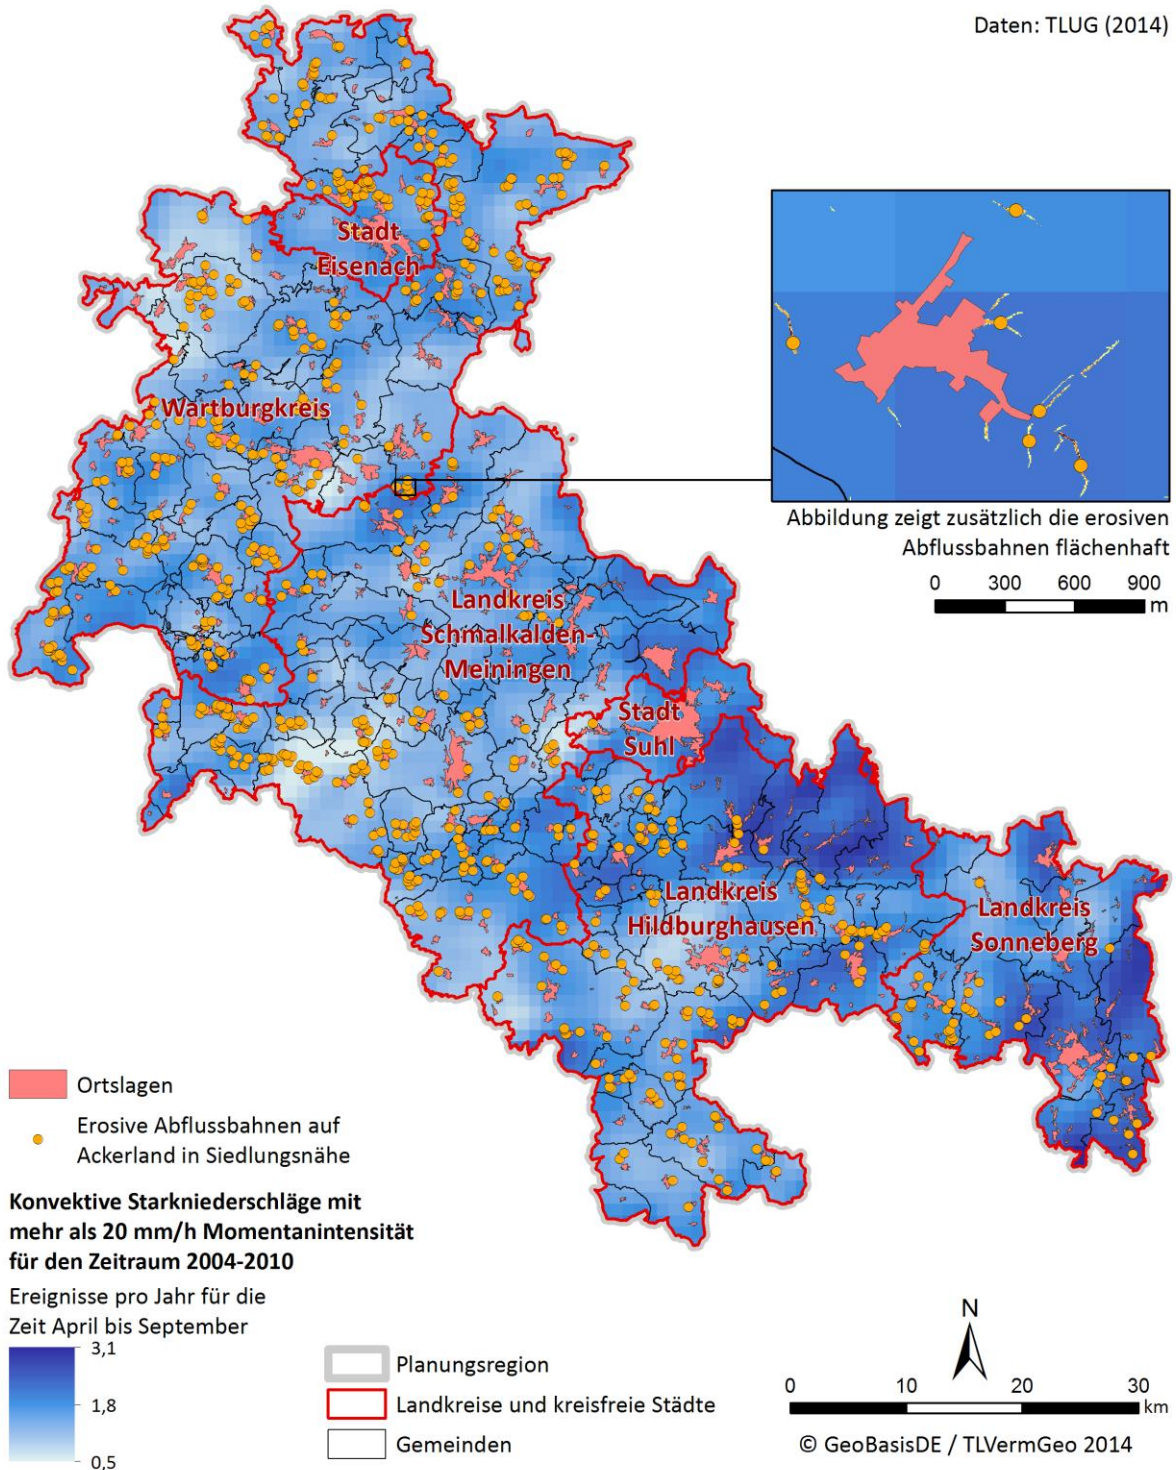 Daten: TLUG (2014)
Stadt
Eisenach
Wartburgkreis
Abbildung zeigt zusätzlich die erosiven
Abflussbahnen flächenhaft
0 300 600 900
m
Landkreis
Schmalkalden-
Meiningen
Stadt
Suhl
Landkreis
Hildburghausen
Landkreis
Sonneberg
Ortslagen
Erosive Abflussbahnen auf
Ackerland in Siedlungsnähe
Konvektive Starkniederschläge mit
mehr als 20 mm/h Momentanintensität
für den Zeitraum 2004-2010
Ereignisse pro Jahr für die
Zeit April bis September
3,1
1,8
0,5
Planungsregion
Landkreise und kreisfreie Städte
Gemeinden
N
0 10 20 30
km
© GeoBasisDE / TLVermGeo 2014